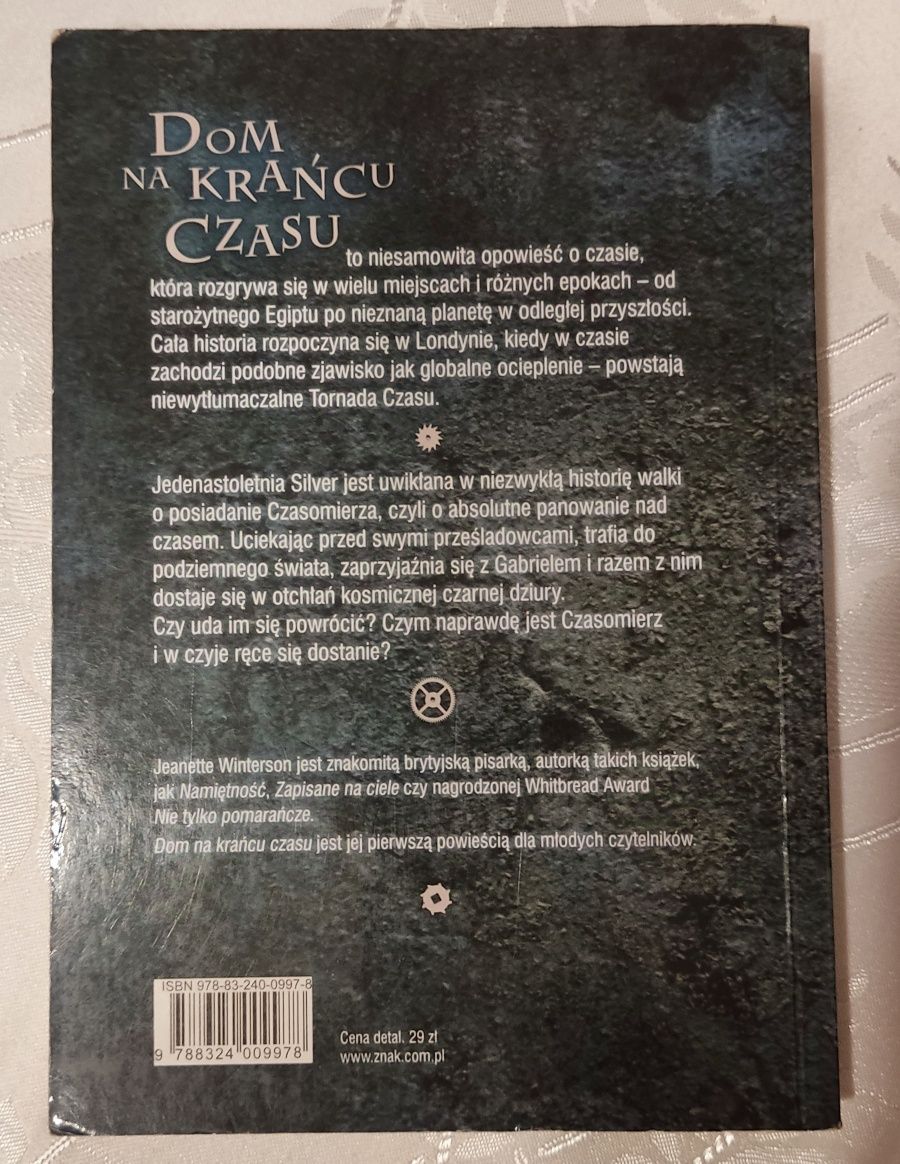 DOM
NA KRAŃCU
CZASU
to niesamowita opowieść o czasie,
która rozgrywa się w wielu miejscach i różnych epokach – od
starożytnego Egiptu po nieznaną planetę w odległej przyszłości.
Cała historia rozpoczyna się w Londynie, kiedy w czasie
zachodzi podobne zjawisko jak globalne ocieplenie – powstają
niewytłumaczalne Tornada Czasu.
Jedenastoletnia Silver jest uwikłana w niezwykłą historię walki
o posiadanie Czasomierza, czyli o absolutne panowanie nad
czasem. Uciekając przed swymi prześladowcami, trafia do
podziemnego świata, zaprzyjaźnia się z Gabrielem i razem z nim
dostaje się w otchłań kosmicznej czarnej dziury.
Czy uda im się powrócić? Czym naprawdę jest Czasomierz
i w czyje ręce się dostanie?
Jeanette Winterson jest znakomitą brytyjską pisarką, autorką takich książek,
jak Namiętność, Zapisane na ciele czy nagrodzonej Whitbread Award
Nie tylko pomarańcze.
Dom na krańcu czasu jest jej pierwszą powieścią dla młodych czytelników.
ISBN 978-83-240-0997-8
9 788324 009978
Cena detal. 29 zł
www.znak.com.pl